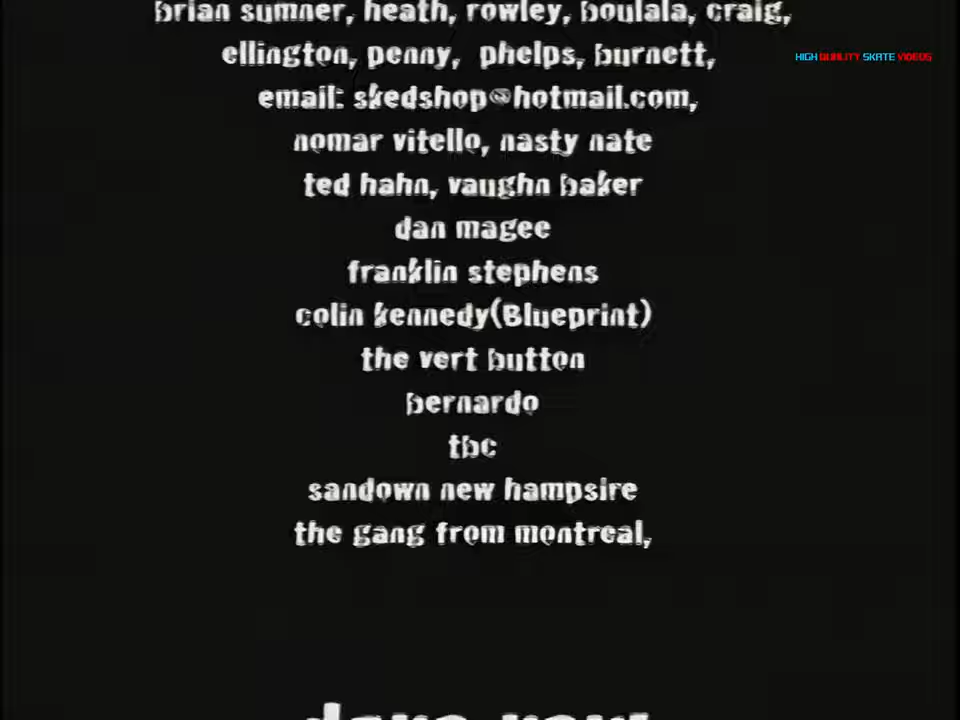 brian sumner, heath, rowley, boulala, craig,
ellington, penny, phelps, burnett,
HIGH QUALITY SKATE VIDEOS
email: skedshop@hotmail.com,
nomar vitello, nasty nate
ted hahn, vaughn baker
dan magee
franklin stephens
colin kennedy(Blueprint)
the vert button
bernardo
tbc
sandown new hampsire
the gang from montreal,